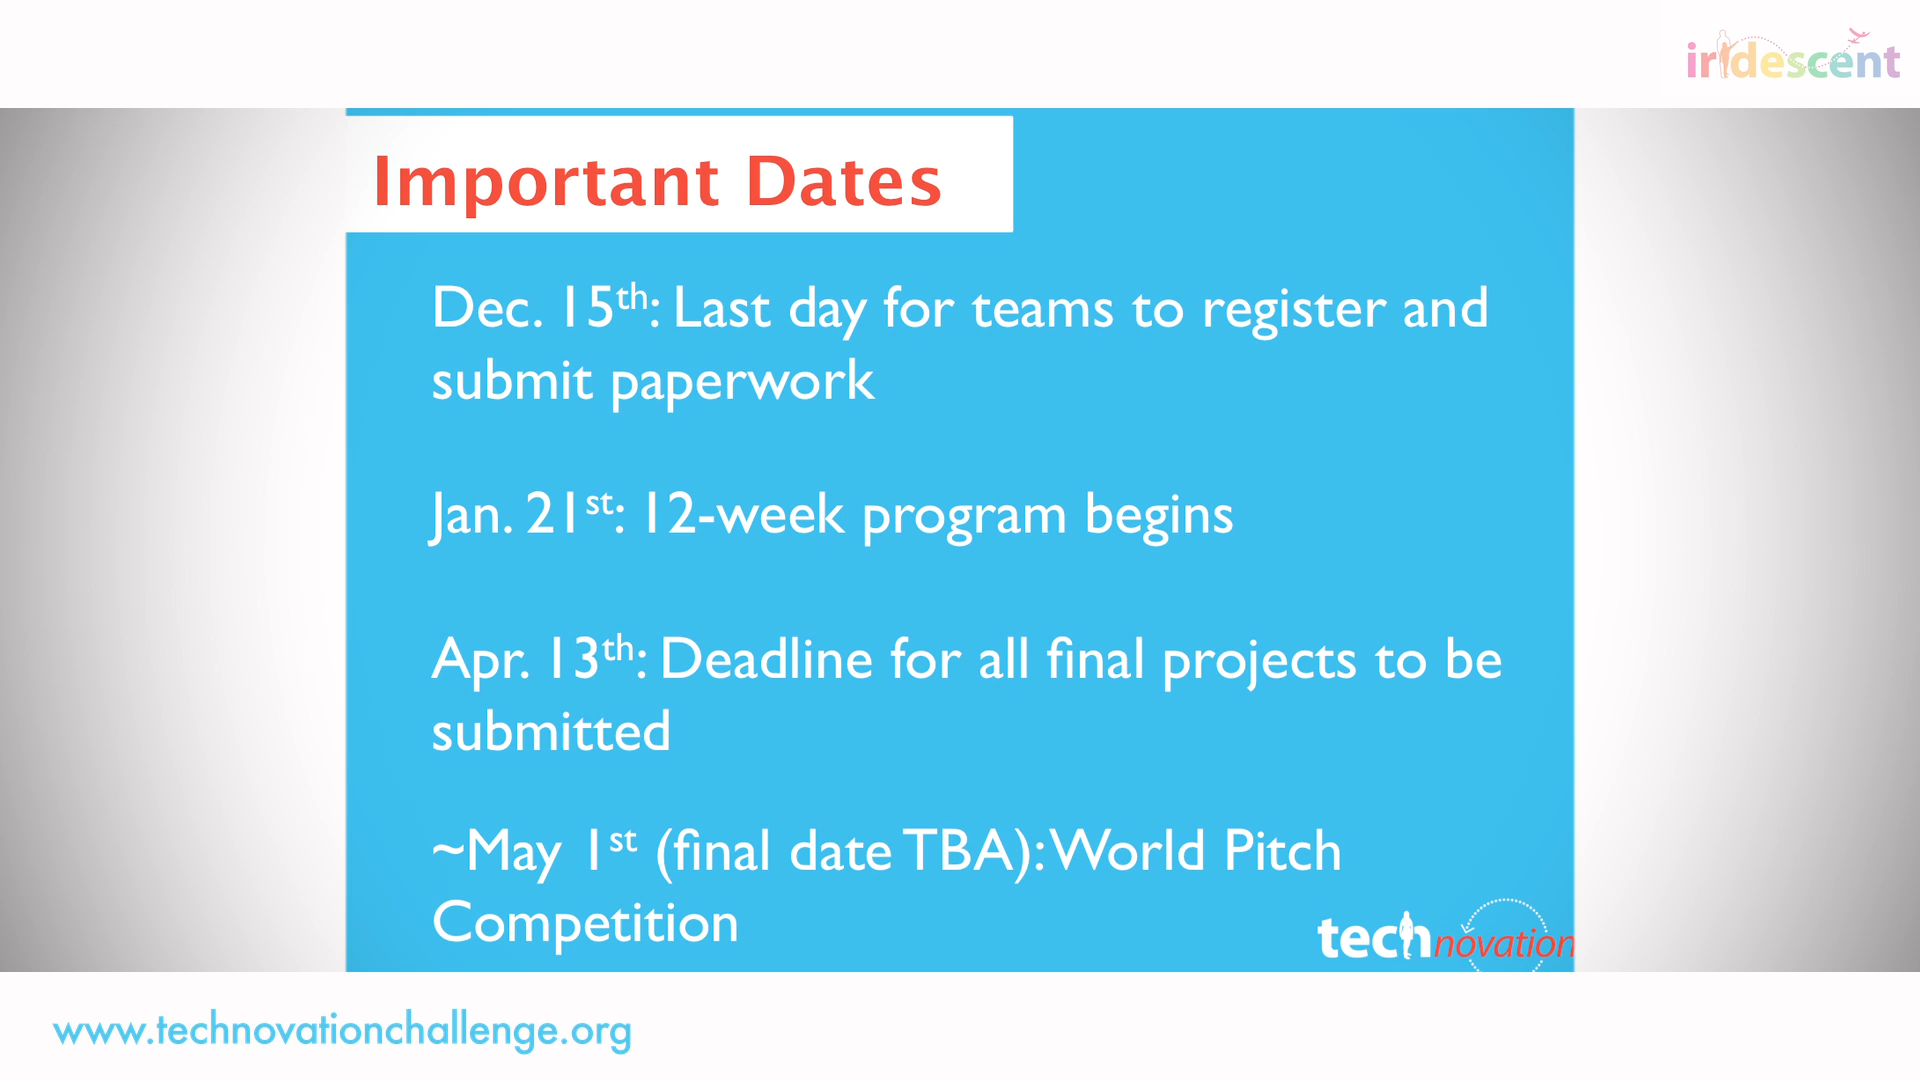 iridescent
Important Dates
Dec. 15th: Last day for teams to register and
submit paperwork
Jan. 21st: 12-week program begins
Apr. 13th: Deadline for all final projects to be
submitted
~May 1st (final date TBA): World Pitch
Competition
technovation
www.technovationchallenge.org